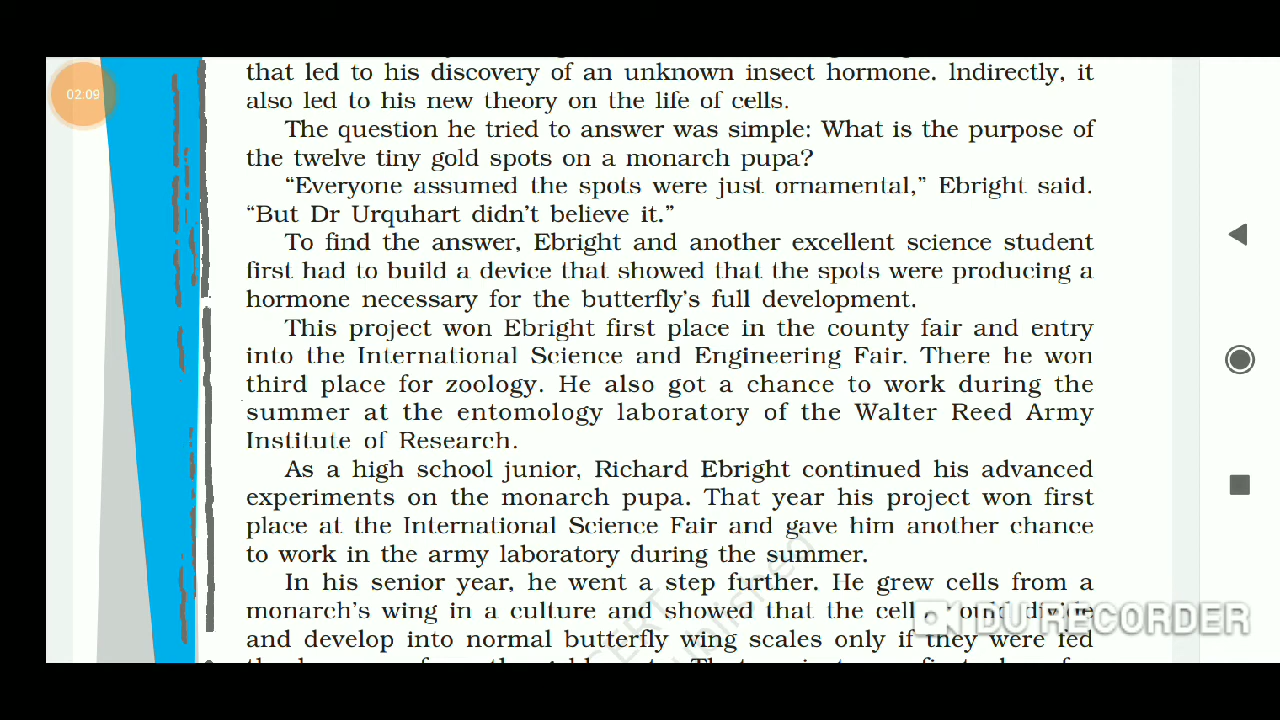 02:09
that led to his discovery of an unknown insect hormone. Indirectly, it
also led to his new theory on the life of cells.
The question he tried to answer was simple: What is the purpose of
the twelve tiny gold spots on a monarch pupa?
“Everyone assumed the spots were just ornamental,” Ebright said.
“But Dr Urquhart didn’t believe it.”
To find the answer, Ebright and another excellent science student
first had to build a device that showed that the spots were producing a
hormone necessary for the butterfly’s full development.
This project won Ebright first place in the county fair and entry
into the International Science and Engineering Fair. There he won
third place for zoology. He also got a chance to work during the
summer at the entomology laboratory of the Walter Reed Army
Institute of Research.
As a high school junior, Richard Ebright continued his advanced
experiments on the monarch pupa. That year his project won first
place at the International Science Fair and gave him another chance
to work in the army laboratory during the summer.
In his senior year, he went a step further. He grew cells from a
monarch’s wing in a culture and showed that the divide
and develop into normal butterfly wing scales only if they were fed
DU RECORDER